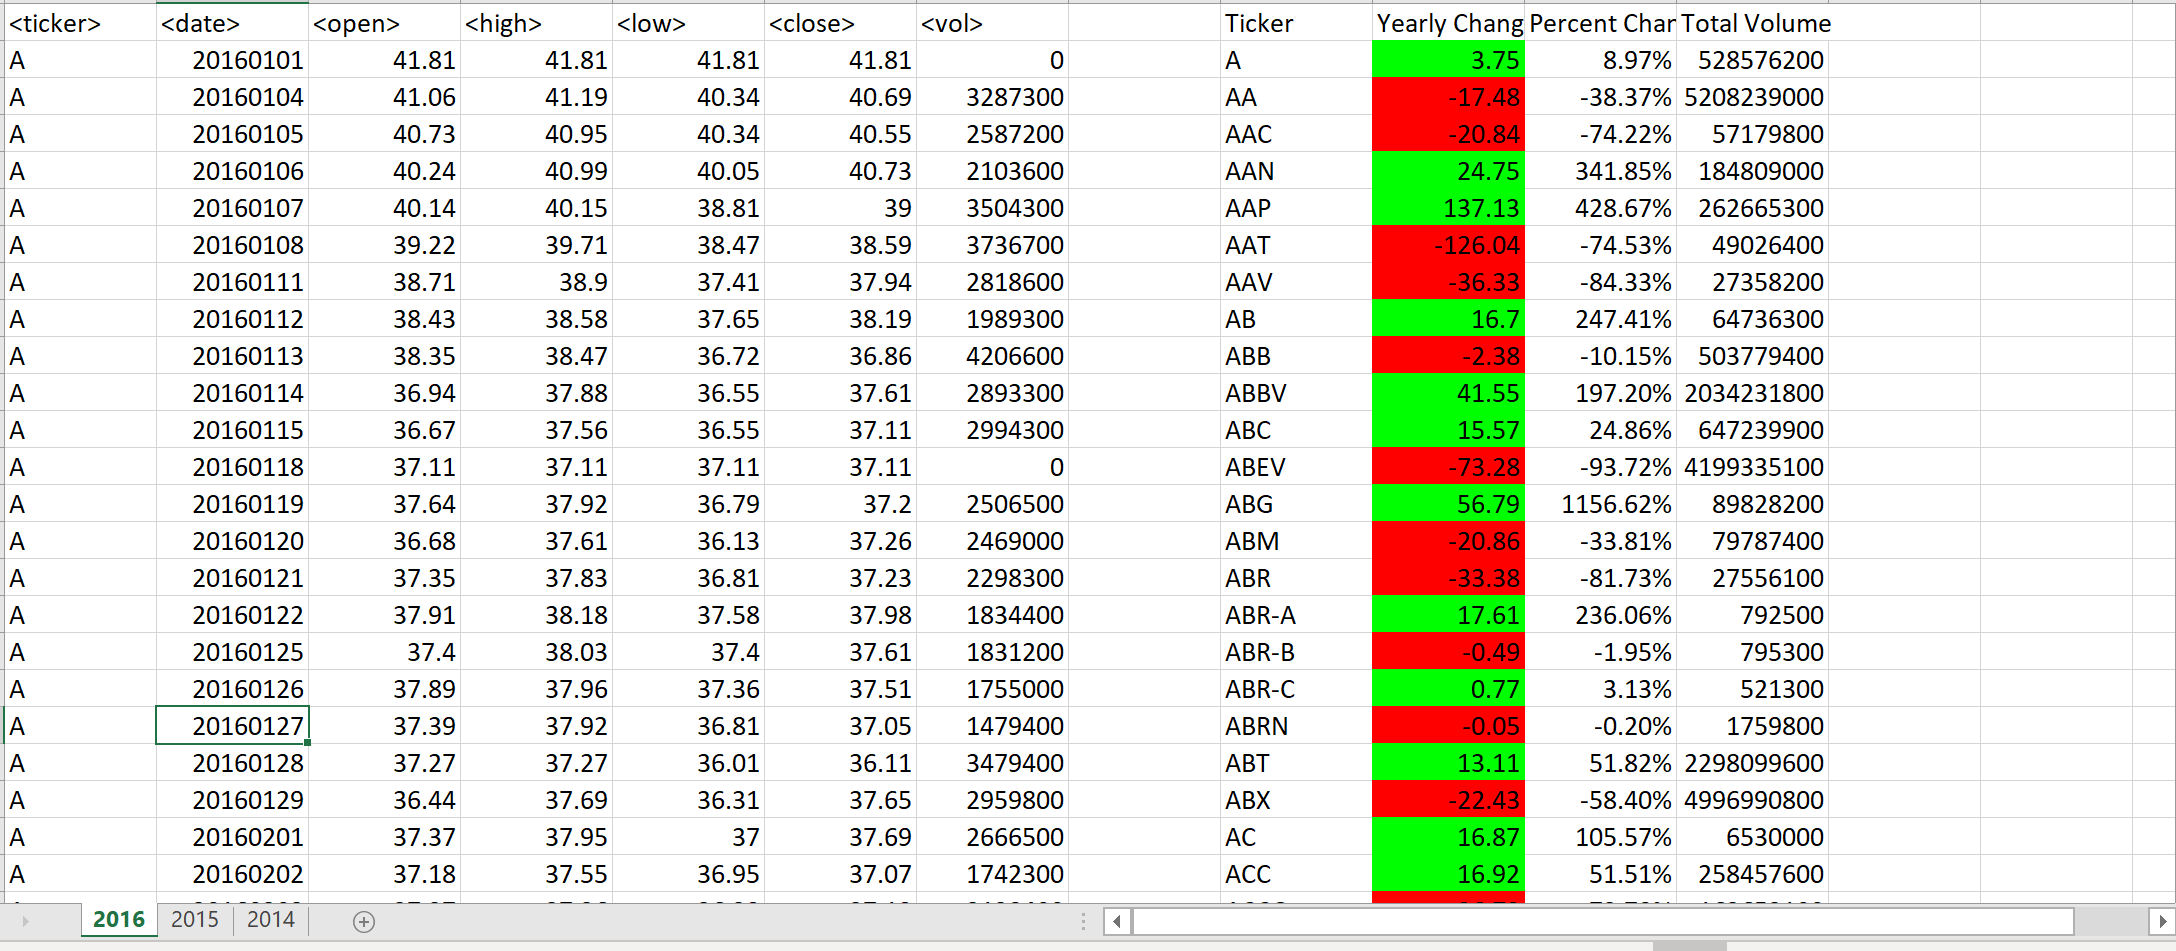 <ticker> <date> <open> <high> <low> <close> <vol> Ticker Yearly Chang Percent Char Total Volume
A 20160101 41.81 41.81 41.81 41.81 0 A 3.75 8.97% 528576200
A 20160104 41.06 41.19 40.34 40.69 3287300 AA -17.48 -38.37% 5208239000
A 20160105 40.73 40.95 40.34 40.55 2587200 AAC -20.84 -74.22% 57179800
A 20160106 40.24 40.99 40.05 40.73 2103600 AAN 24.75 341.85% 184809000
A 20160107 40.14 40.15 38.81 39 3504300 AAP 137.13 428.67% 262665300
A 20160108 39.22 39.71 38.47 38.59 3736700 AAT -126.04 -74.53% 49026400
A 20160111 38.71 38.9 37.41 37.94 2818600 AAV -36.33 -84.33% 27358200
A 20160112 38.43 38.58 37.65 38.19 1989300 AB 16.7 247.41% 64736300
A 20160113 38.35 38.47 36.72 36.86 4206600 ABB -2.38 -10.15% 503779400
A 20160114 36.94 37.88 36.55 37.61 2893300 ABBV 41.55 197.20% 2034231800
A 20160115 36.67 37.56 36.55 37.11 2994300 ABC 15.57 24.86% 647239900
A 20160118 37.11 37.11 37.11 37.11 0 ABEV -73.28 -93.72% 4199335100
A 20160119 37.64 37.92 36.79 37.2 2506500 ABG 56.79 1156.62% 89828200
A 20160120 36.68 37.61 36.13 37.26 2469000 ABM -20.86 -33.81% 79787400
A 20160121 37.35 37.83 36.81 37.23 2298300 ABR -33.38 -81.73% 27556100
A 20160122 37.91 38.18 37.58 37.98 1834400 ABR-A 17.61 236.06% 792500
A 20160125 37.4 38.03 37.4 37.61 1831200 ABR-B -0.49 -1.95% 795300
A 20160126 37.89 37.96 37.36 37.51 1755000 ABR-C 0.77 3.13% 521300
A 20160127 37.39 37.92 36.81 37.05 1479400 ABRN -0.05 -0.20% 1759800
A 20160128 37.27 37.27 36.01 36.11 3479400 ABT 13.11 51.82% 2298099600
A 20160129 36.44 37.69 36.31 37.65 2959800 ABX -22.43 -58.40% 4996990800
A 20160201 37.37 37.95 37 37.69 2666500 AC 16.87 105.57% 6530000
A 20160202 37.18 37.55 36.95 37.07 1742300 ACC 16.92 51.51% 258457600
2016 2015 2014